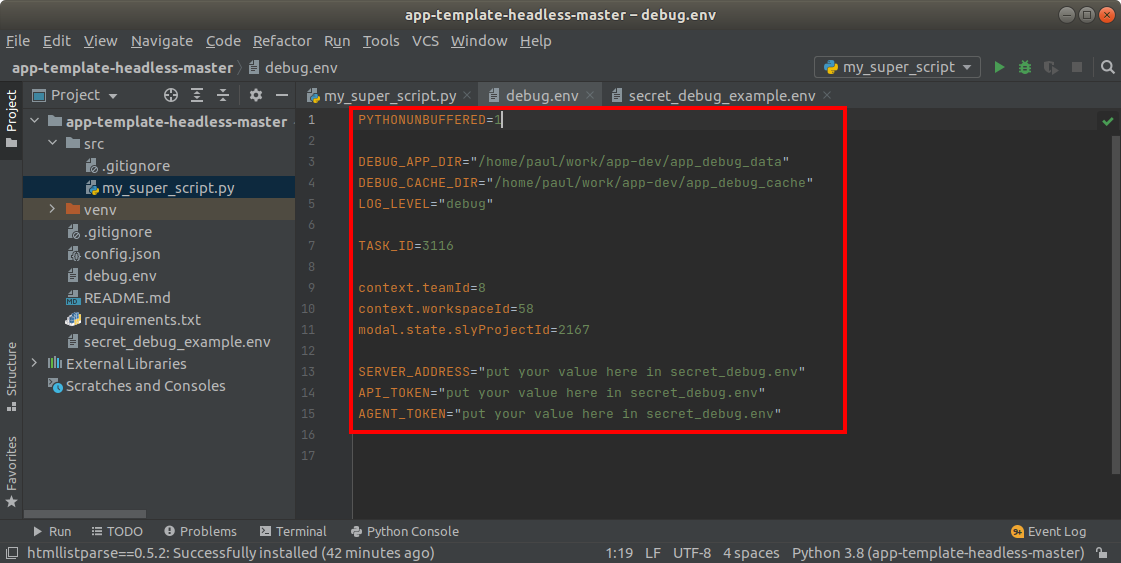 app-template-headless-master – debug.env
File Edit View Navigate Code Refactor Run Tools VCS Window Help
app-template-headless-master debug.env my_super_script
Project
Project
my_super_script.py debug.env secret_debug_example.env
app-template-headless-master
src
.gitignore
my_super_script.py
venv
.gitignore
config.json
debug.env
README.md
requirements.txt
secret_debug_example.env
External Libraries
Scratches and Consoles
Structure
Favorites
1 PYTHONUNBUFFERED=1
2
3 DEBUG_APP_DIR="/home/paul/work/app-dev/app_debug_data"
4 DEBUG_CACHE_DIR="/home/paul/work/app-dev/app_debug_cache"
5 LOG_LEVEL="debug"
6
7 TASK_ID=3116
8
9 context.teamId=8
10 context.workspaceId=58
11 modal.state.slyProjectId=2167
12
13 SERVER_ADDRESS="put your value here in secret_debug.env"
14 API_TOKEN="put your value here in secret_debug.env"
15 AGENT_TOKEN="put your value here in secret_debug.env"
16
17
Run TODO Problems Terminal Python Console 9+ Event Log
htmllistparse==0.5.2: Successfully installed (42 minutes ago) 1:19 LF UTF-8 4 spaces Python 3.8 (app-template-headless-master)